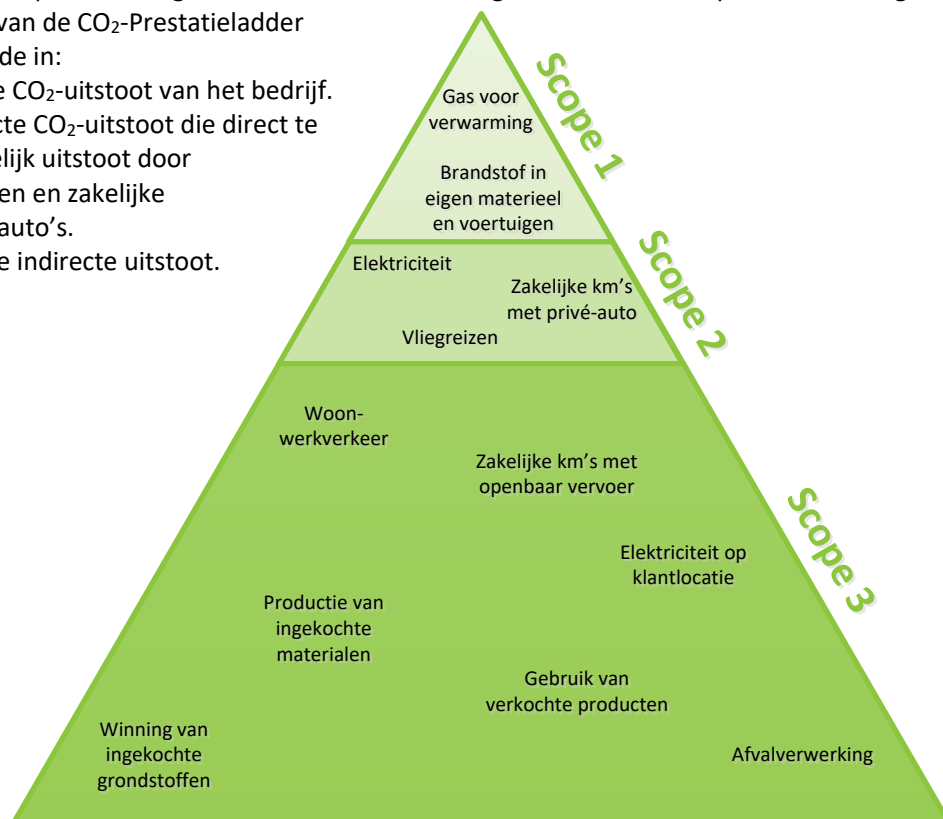 van de CO₂-Prestatieladder
de in:
e CO₂-uitstoot van het bedrijf.
cte CO₂-uitstoot die direct te
elijk uitstoot door
en en zakelijke
auto's.
e indirecte uitstoot.
Scope 1
Gas voor
verwarming
Brandstof in
eigen materieel
en voertuigen
Scope 2
Elektriciteit
Zakelijke km's
met privé-auto
Vliegreizen
Scope 3
Woon-
werkverkeer
Zakelijke km's met
openbaar vervoer
Elektriciteit op
klantlocatie
Productie van
ingekochte
materialen
Gebruik van
verkochte producten
Winning van
ingekochte
grondstoffen
Afvalverwerking